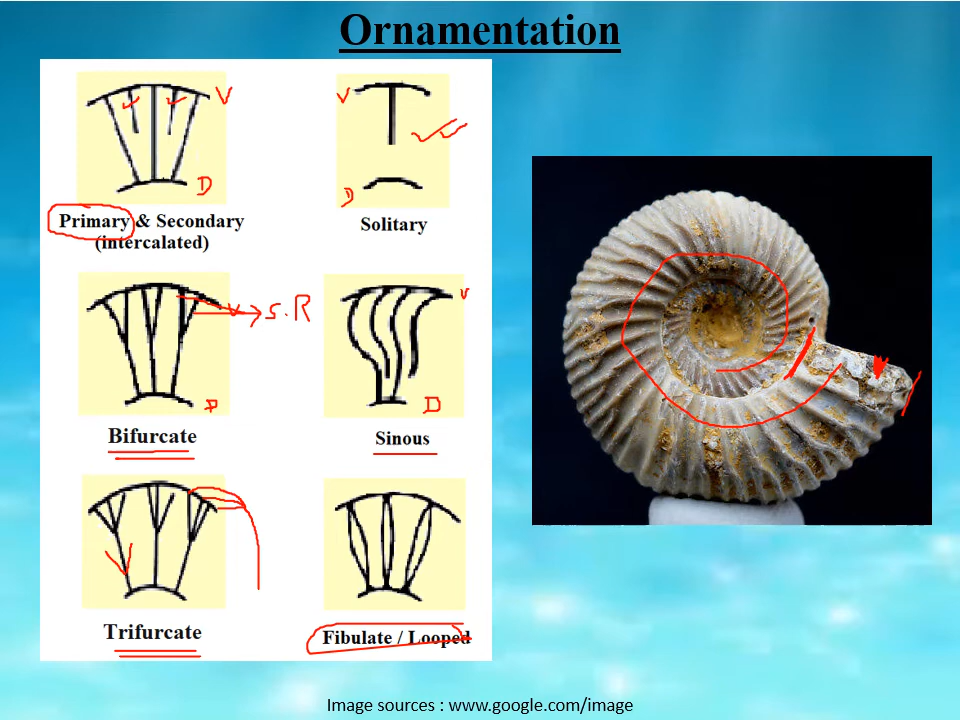 Ornamentation
V
V
D
D
Primary & Secondary
(intercalated)
Solitary
V
S.R
v
D
D
Bifurcate
Sinous
Trifurcate
Fibulate / Looped
Image sources : www.google.com/image